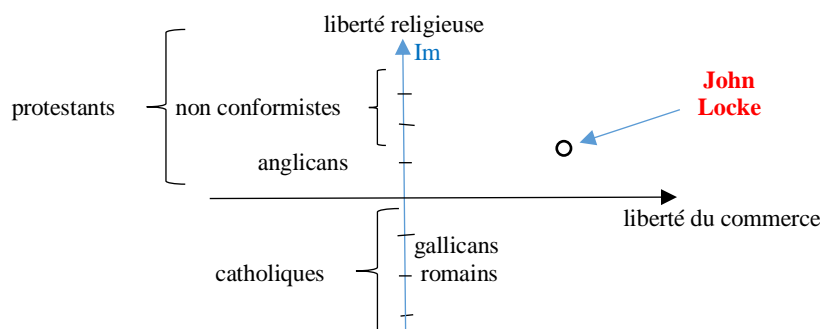 liberté religieuse
Im
protestants
non conformistes
John
Locke
anglicans
liberté du commerce
gallicans
catholiques
romains